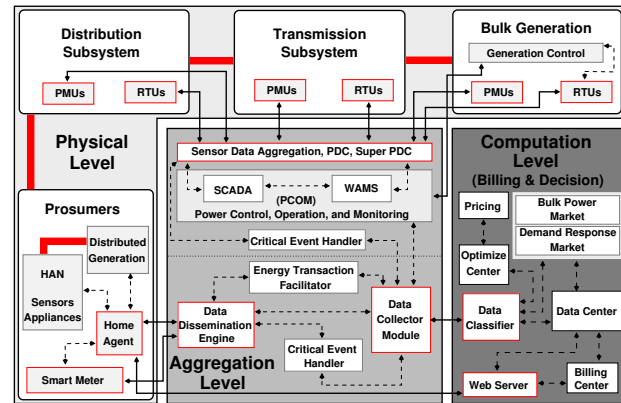 Distribution
Subsystem
PMUs
RTUs
Transmission
Subsystem
PMUs
RTUs
Bulk Generation
Generation Control
PMUs
RTUs
Physical
Level
Sensor Data Aggregation, PDC, Super PDC
SCADA
WAMS
(PCOM)
Power Control, Operation, and Monitoring
Critical Event Handler
Energy Transaction
Facilitator
Data
Dissemination
Engine
Critical Event
Handler
Data
Collector
Module
Aggregation
Level
Prosumers
Distributed
Generation
HAN
Sensors
Appliances
Home
Agent
Smart Meter
Computation
Level
(Billing & Decision)
Pricing
Bulk Power
Market
Demand Response
Market
Optimize
Center
Data
Classifier
Data Center
Web Server
Billing
Center